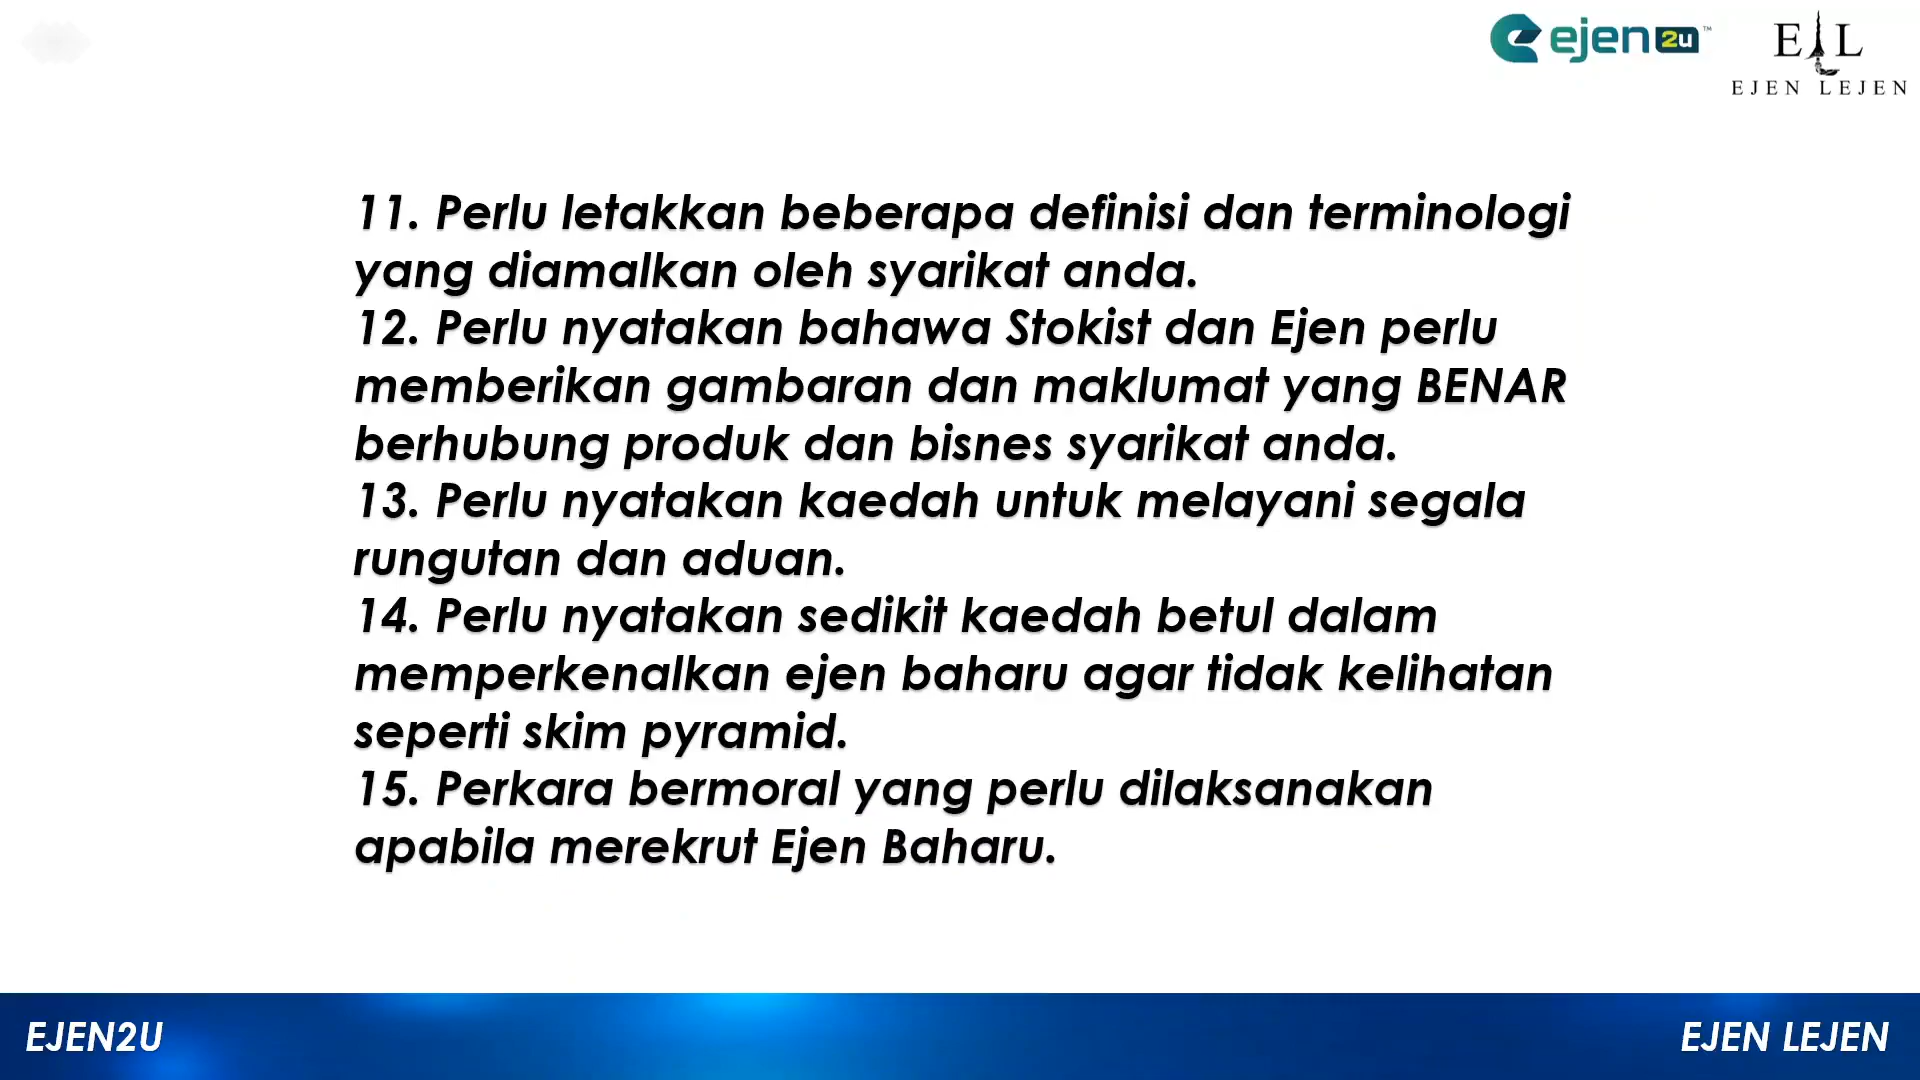 ejen2u™
E L
EJEN LEJEN
11. Perlu letakkan beberapa definisi dan terminologi
yang diamalkan oleh syarikat anda.
12. Perlu nyatakan bahawa Stokist dan Ejen perlu
memberikan gambaran dan maklumat yang BENAR
berhubung produk dan bisnes syarikat anda.
13. Perlu nyatakan kaedah untuk melayani segala
rungutan dan aduan.
14. Perlu nyatakan sedikit kaedah betul dalam
memperkenalkan ejen baharu agar tidak kelihatan
seperti skim pyramid.
15. Perkara bermoral yang perlu dilaksanakan
apabila merekrut Ejen Baharu.
EJEN2U
EJEN LEJEN